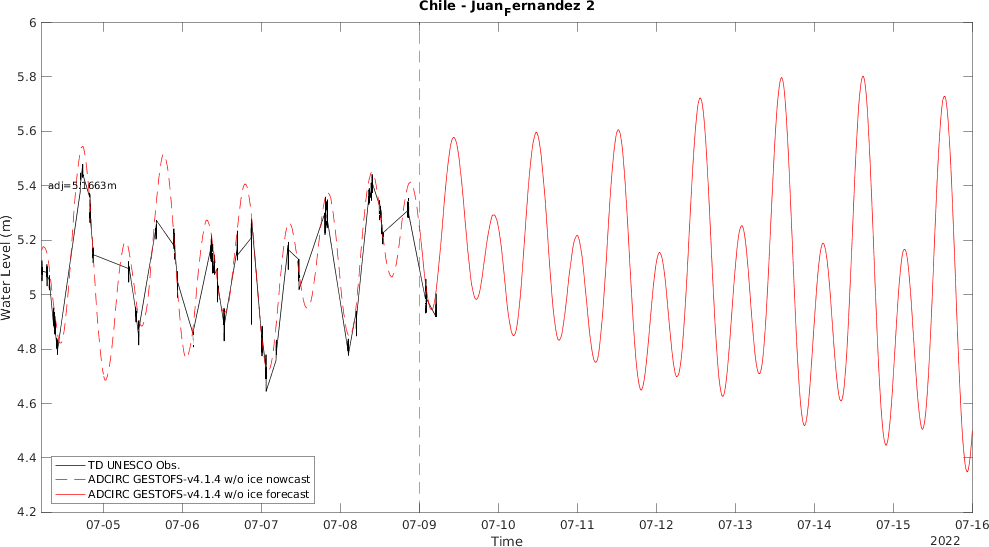 Chile - JuanFernandez 2
6
5.8
5.6
5.4
5.2
5
4.8
4.6
4.4
4.2
Water Level (m)
adj=5.1663m
TD UNESCO Obs.
ADCIRC GESTOFS-v4.1.4 w/o ice nowcast
ADCIRC GESTOFS-v4.1.4 w/o ice forecast
07-05 07-06 07-07 07-08 07-09 07-10 07-11 07-12 07-13 07-14 07-15 07-16
Time
2022